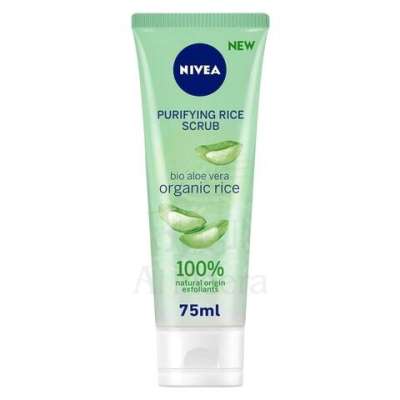 NEW
NIVEA
PURIFYING RICE
SCRUB
bio aloe vera
organic rice
100%
natural origin
exfoliants
75ml